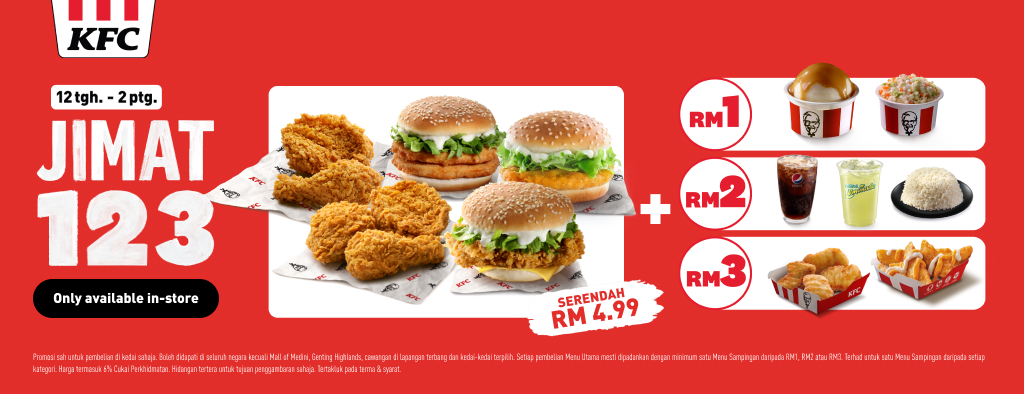 KFC
12 tgh. - 2 ptg.
JIMAT
123
Only available in-store
SERENDAH
RM 4.99
+
RM1
RM2
RM3
Promosi sah untuk pembelian di kedai sahaja. Boleh didapati di seluruh negara kecuali Mall of Medini, Genting Highlands, cawangan di lapangan terbang dan kedai-kedai terpilih. Setiap pembelian Menu Utama mesti dipadankan dengan minimum satu Menu Sampingan daripada RM1, RM2 atau RM3. Terhad untuk satu Menu Sampingan daripada setiap
kategori. Harga termasuk 6% Cukai Perkhidmatan. Hidangan tertera untuk tujuan penggambaran sahaja. Tertakluk pada terma & syarat.